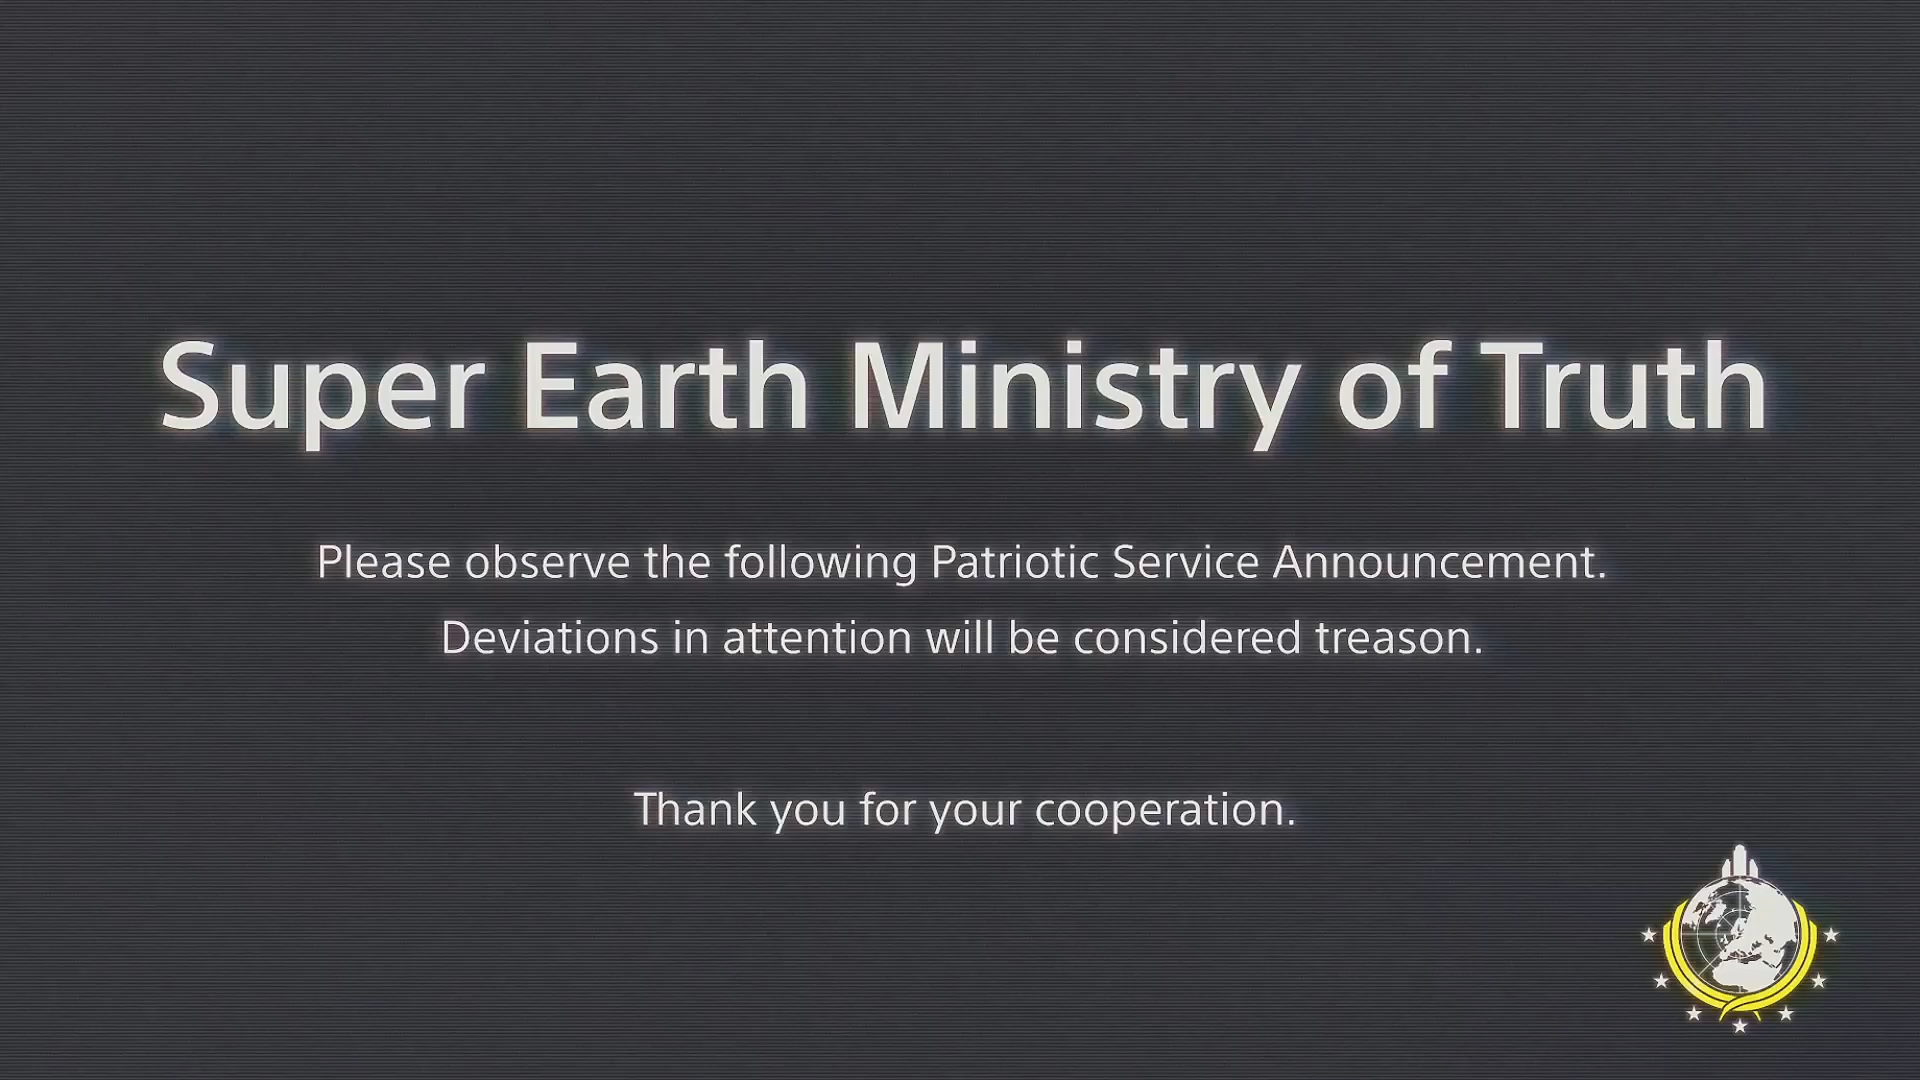 Super Earth Ministry of Truth
Please observe the following Patriotic Service Announcement.
Deviations in attention will be considered treason.
Thank you for your cooperation.